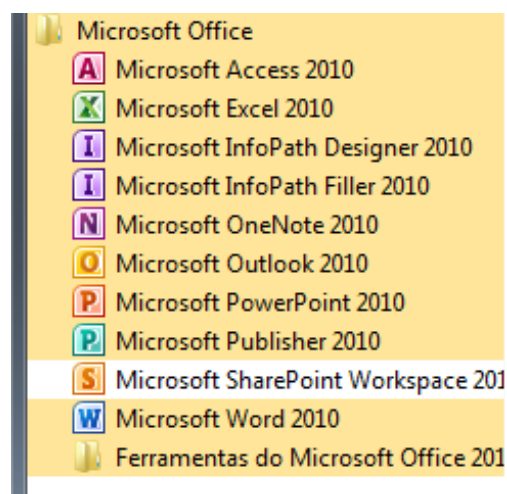 Microsoft Office
A Microsoft Access 2010
X Microsoft Excel 2010
I Microsoft InfoPath Designer 2010
I Microsoft InfoPath Filler 2010
N Microsoft OneNote 2010
O Microsoft Outlook 2010
P Microsoft PowerPoint 2010
P Microsoft Publisher 2010
S Microsoft SharePoint Workspace 201
W Microsoft Word 2010
Ferramentas do Microsoft Office 201